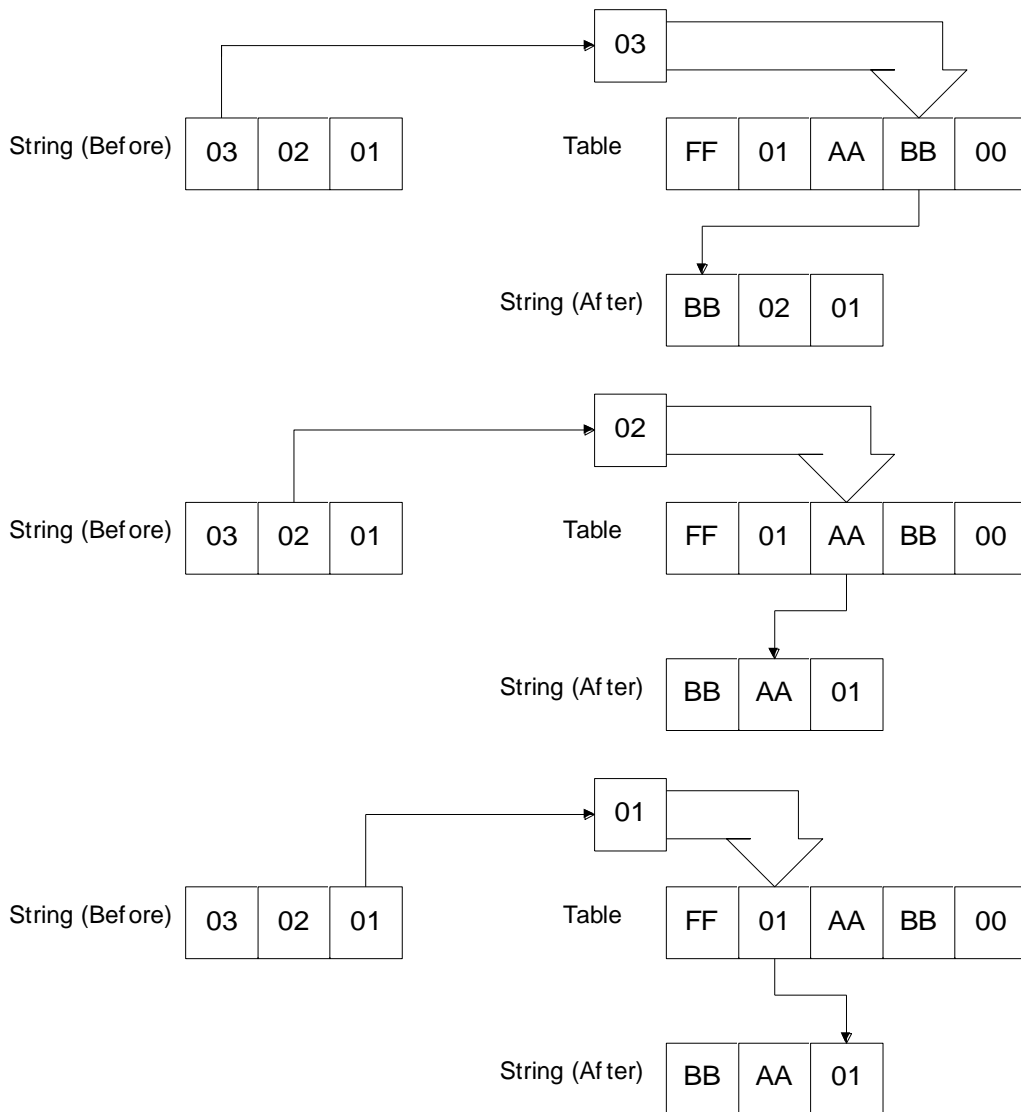 03
String (Before) 03 02 01 Table FF 01 AA BB 00
String (After) BB 02 01
02
String (Before) 03 02 01 Table FF 01 AA BB 00
String (After) BB AA 01
01
String (Before) 03 02 01 Table FF 01 AA BB 00
String (After) BB AA 01